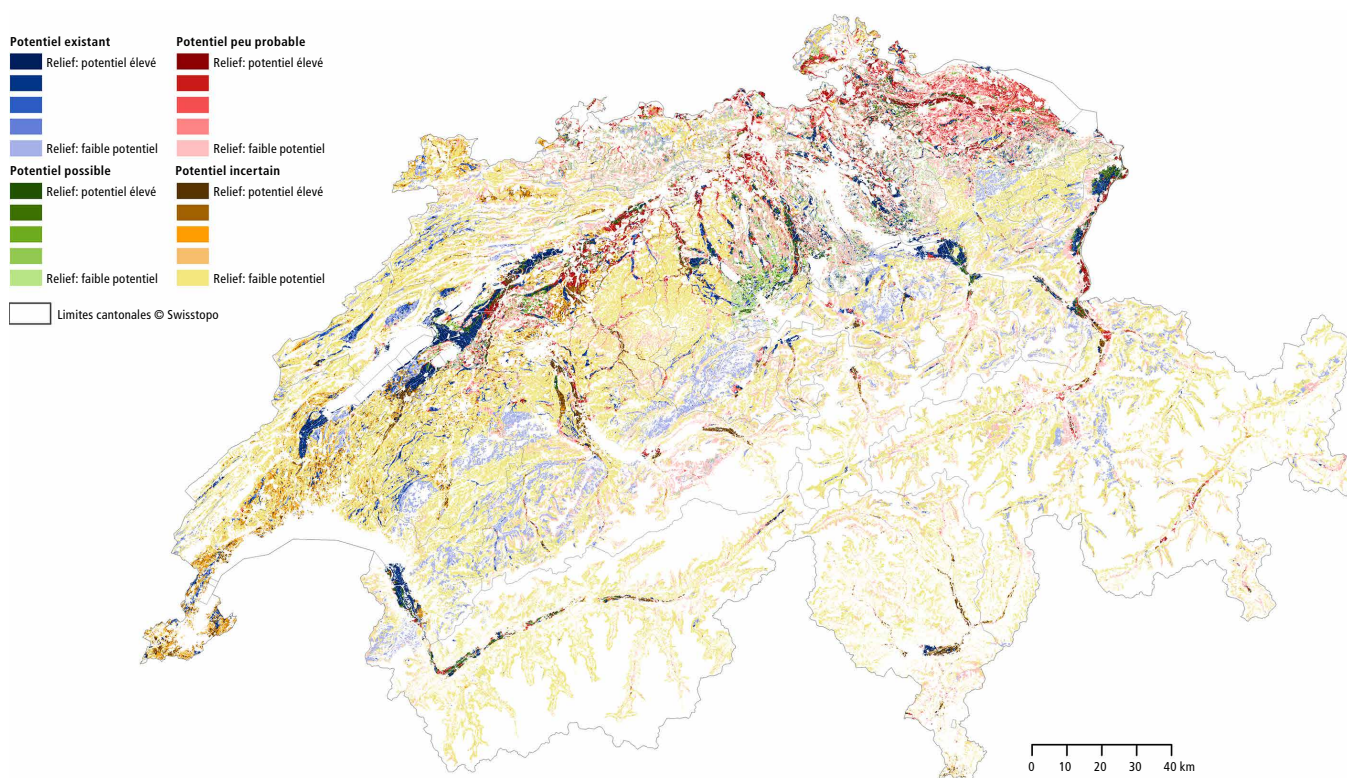 Potentiel existant
Relief: potentiel élevé
Relief: faible potentiel
Potentiel peu probable
Relief: potentiel élevé
Relief: faible potentiel
Potentiel possible
Relief: potentiel élevé
Relief: faible potentiel
Potentiel incertain
Relief: potentiel élevé
Relief: faible potentiel
Limites cantonales © Swisstopo
0 10 20 30 40 km